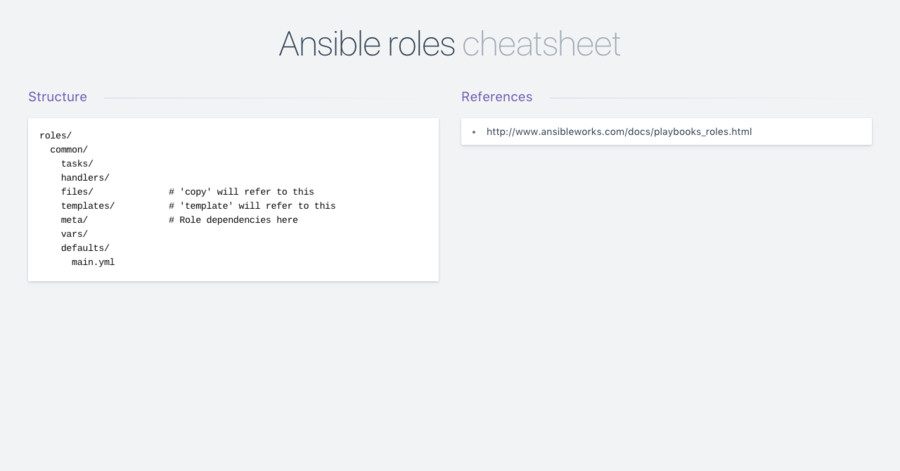 Ansible roles cheatsheet
Structure
roles/
  common/
    tasks/
    handlers/
    files/              # 'copy' will refer to this
    templates/          # 'template' will refer to this
    meta/               # Role dependencies here
    vars/
    defaults/
      main.yml
References
• http://www.ansibleworks.com/docs/playbooks_roles.html